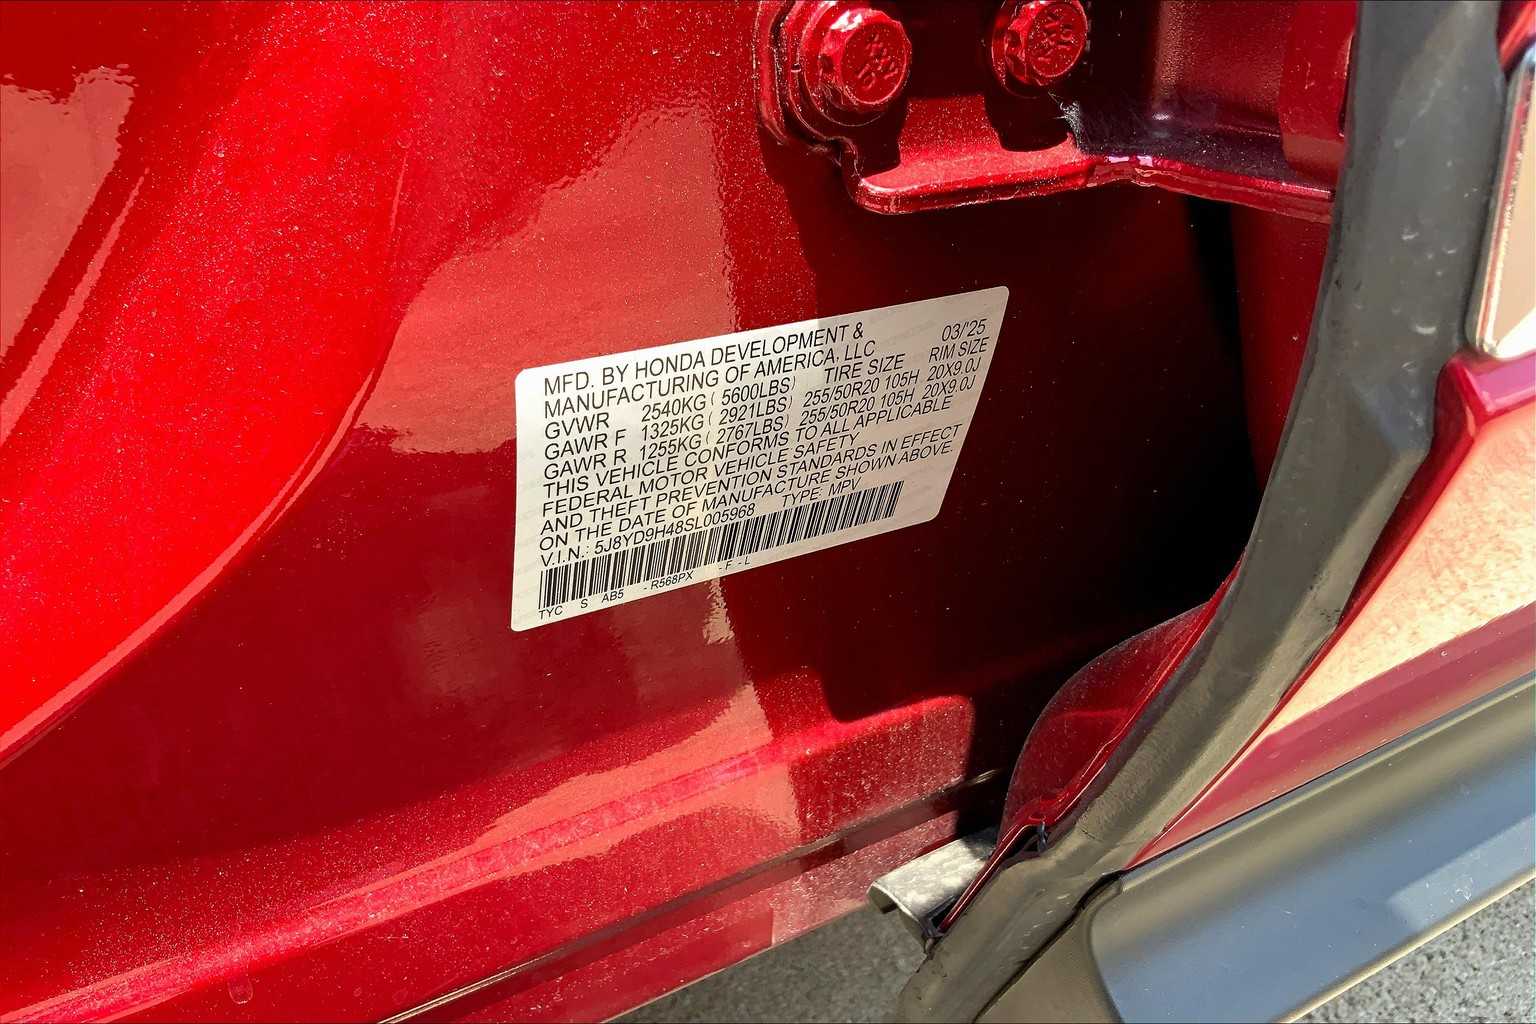 MFD. BY HONDA DEVELOPMENT & 03/'25
MANUFACTURING OF AMERICA, LLC
GVWR 2540KG ( 5600LBS) TIRE SIZE RIM SIZE
GAWR F 1325KG ( 2921LBS) 255/50R20 105H 20X9.0J
GAWR R 1255KG ( 2767LBS) 255/50R20 105H 20X9.0J
THIS VEHICLE CONFORMS TO ALL APPLICABLE
FEDERAL MOTOR VEHICLE SAFETY
AND THEFT PREVENTION STANDARDS IN EFFECT
ON THE DATE OF MANUFACTURE SHOWN ABOVE.
V.I.N.: 5J8YD9H48SL005968 TYPE: MPV
TYC S AB5 - R568PX - F - L